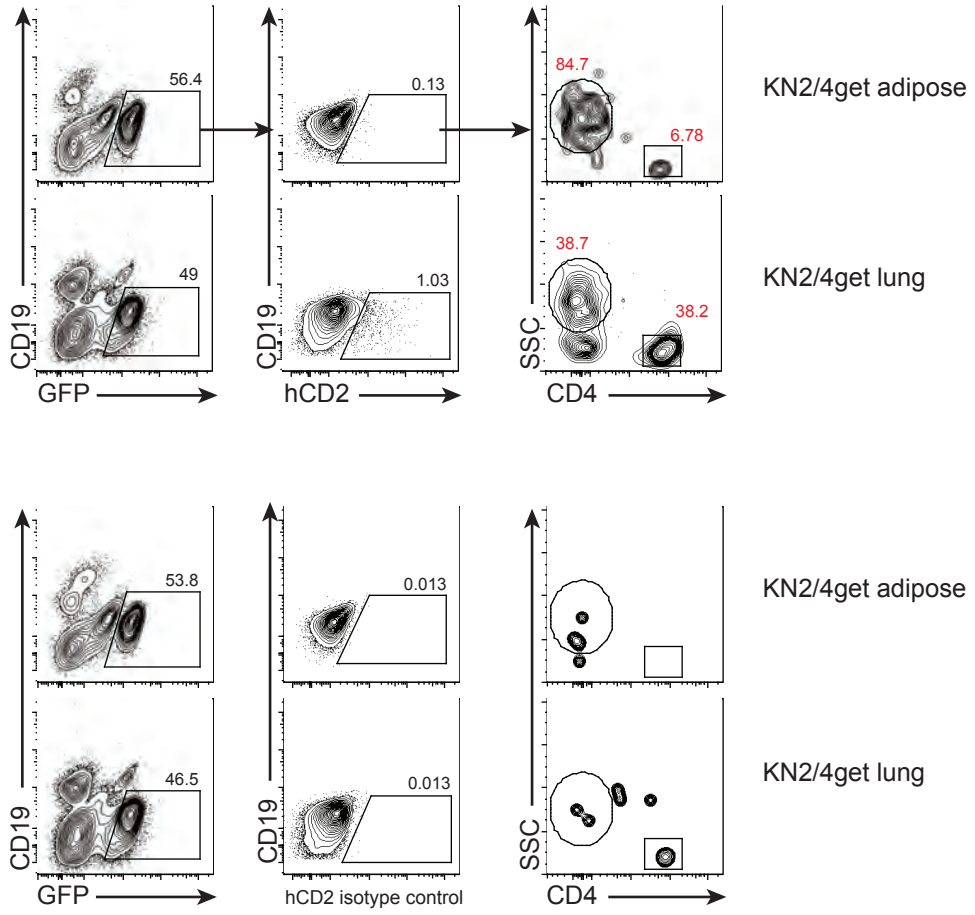 56.4
0.13
84.7
6.78
KN2/4get adipose
49
1.03
38.7
38.2
KN2/4get lung
CD19
CD19
SSC
GFP
hCD2
CD4
53.8
0.013
KN2/4get adipose
46.5
0.013
KN2/4get lung
CD19
CD19
SSC
GFP
hCD2 isotype control
CD4